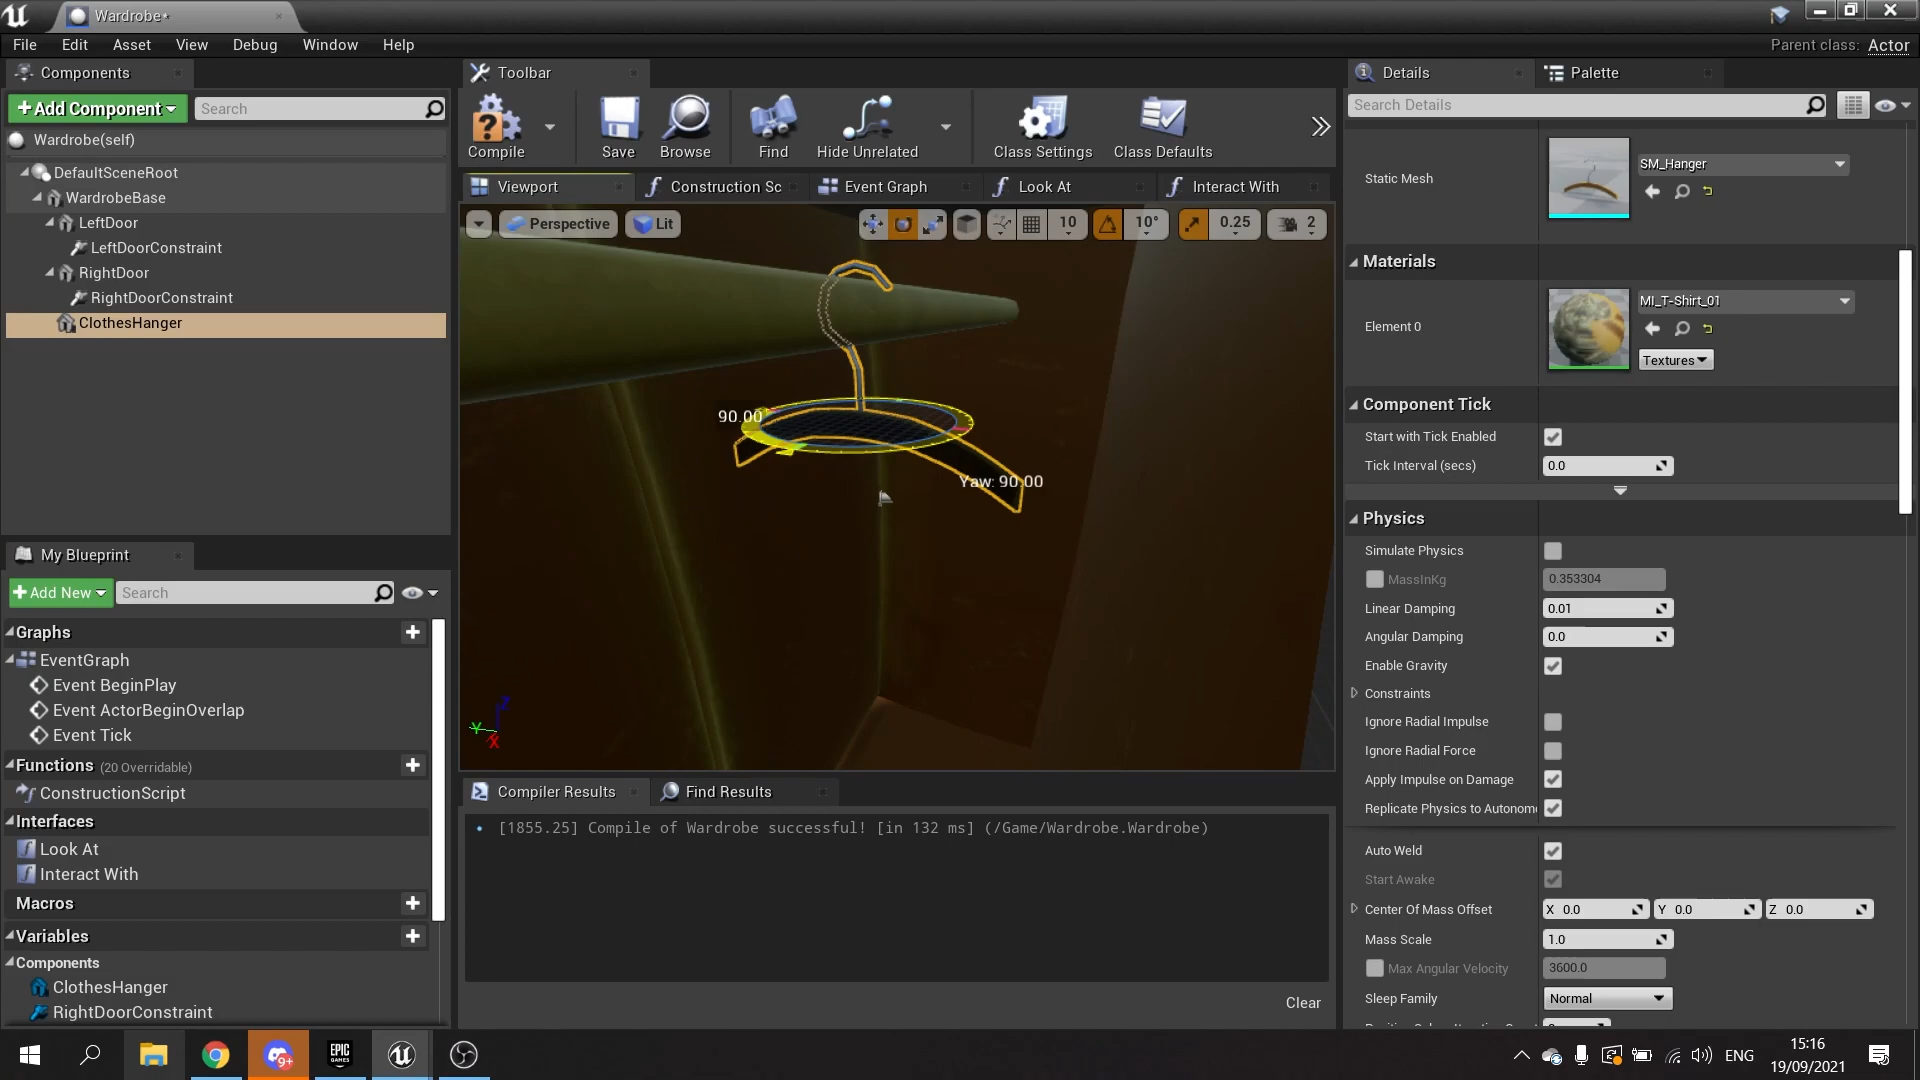 Wardrobe*
File Edit Asset View Debug Window Help
Parent class: Actor
Components
+Add Component
Search
Wardrobe(self)
DefaultSceneRoot
WardrobeBase
LeftDoor
LeftDoorConstraint
RightDoor
RightDoorConstraint
ClothesHanger
My Blueprint
+Add New
Search
Graphs
EventGraph
Event BeginPlay
Event ActorBeginOverlap
Event Tick
Functions (20 Overridable)
ConstructionScript
Interfaces
Look At
Interact With
Macros
Variables
Components
ClothesHanger
RightDoorConstraint
Toolbar
Compile Save Browse Find Hide Unrelated Class Settings Class Defaults
Viewport Construction Sc Event Graph Look At Interact With
Perspective Lit 10 10° 0.25 2
90.00
Yaw: 90.00
Z
Y
X
Compiler Results Find Results
[1855.25] Compile of Wardrobe successful! [in 132 ms] (/Game/Wardrobe.Wardrobe)
Clear
Details Palette
Search Details
Static Mesh SM_Hanger
Materials
Element 0 MI_T-Shirt_01
Textures
Component Tick
Start with Tick Enabled
Tick Interval (secs) 0.0
Physics
Simulate Physics
MassInKg 0.353304
Linear Damping 0.01
Angular Damping 0.0
Enable Gravity
Constraints
Ignore Radial Impulse
Ignore Radial Force
Apply Impulse on Damage
Replicate Physics to Autonom
Auto Weld
Start Awake
Center Of Mass Offset X 0.0 Y 0.0 Z 0.0
Mass Scale 1.0
Max Angular Velocity 3600.0
Sleep Family Normal
9+
EPIC
GAMES
ENG
15:16
19/09/2021